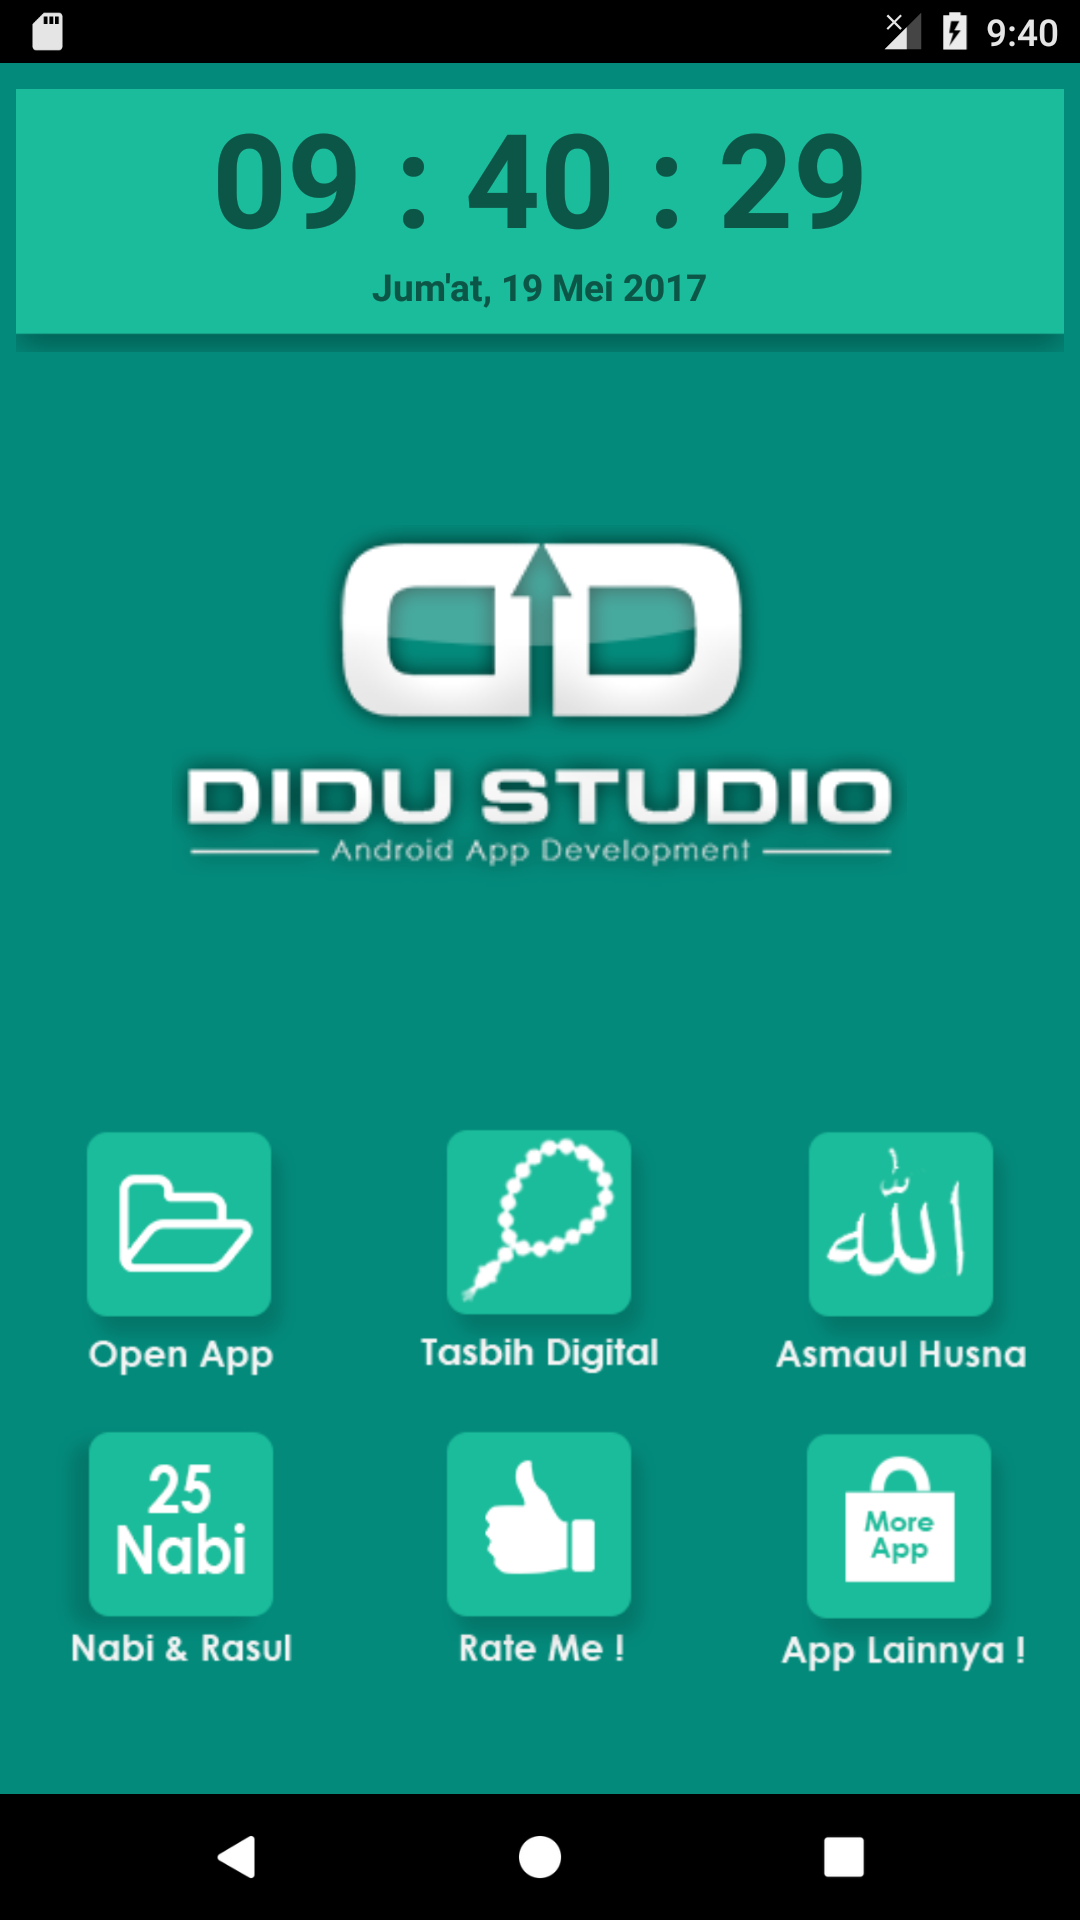 9:40
09 : 40 : 29
Jum'at, 19 Mei 2017
DIDU STUDIO
Android App Development
الله
Open App
Tasbih Digital
Asmaul Husna
25
Nabi
More
App
Nabi & Rasul
Rate Me !
App Lainnya !